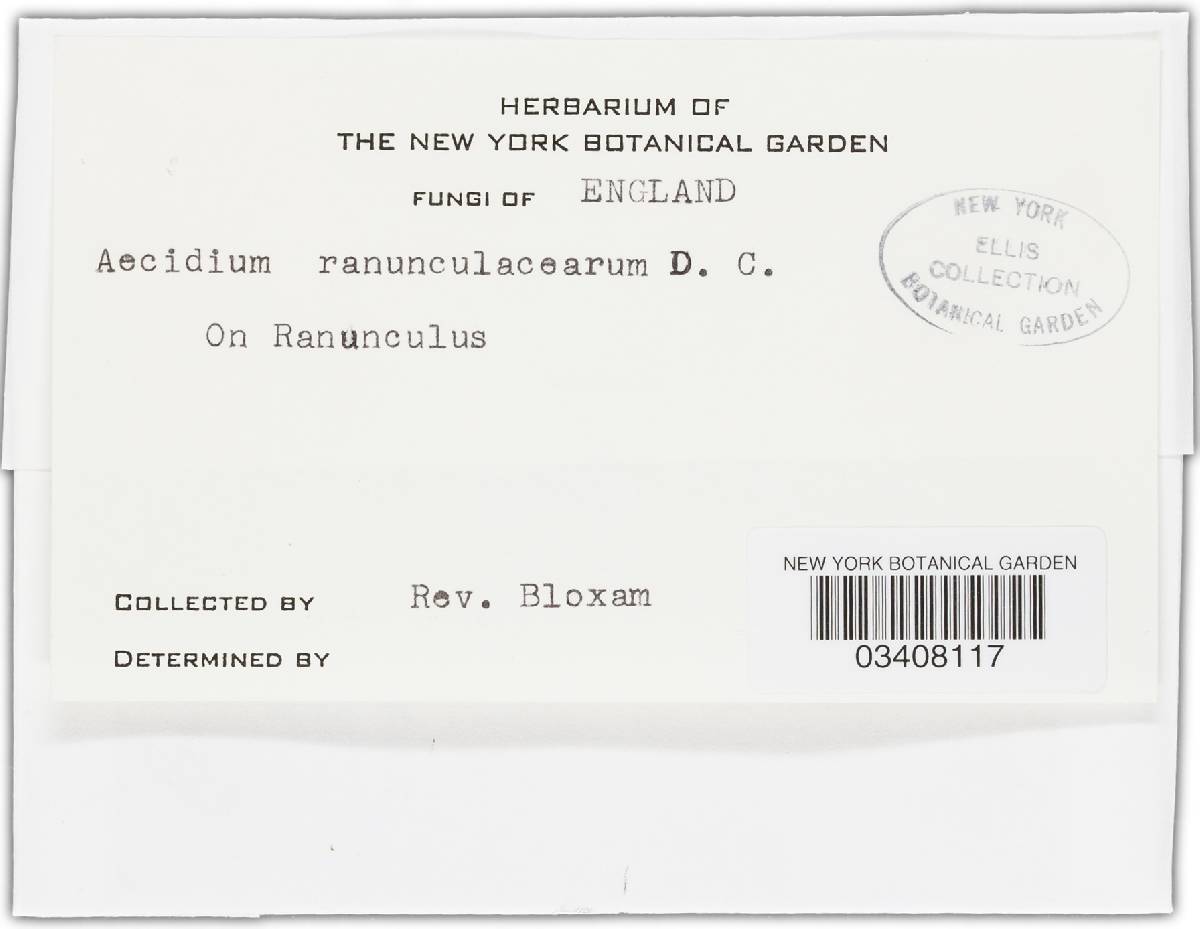 HERBARIUM OF
THE NEW YORK BOTANICAL GARDEN
FUNGI OF ENGLAND
Aecidium ranunculacearum D. C.
On Ranunculus
NEW YORK
ELLIS
COLLECTION
BOTANICAL GARDEN
COLLECTED BY Rev. Bloxam
DETERMINED BY
NEW YORK BOTANICAL GARDEN
03408117